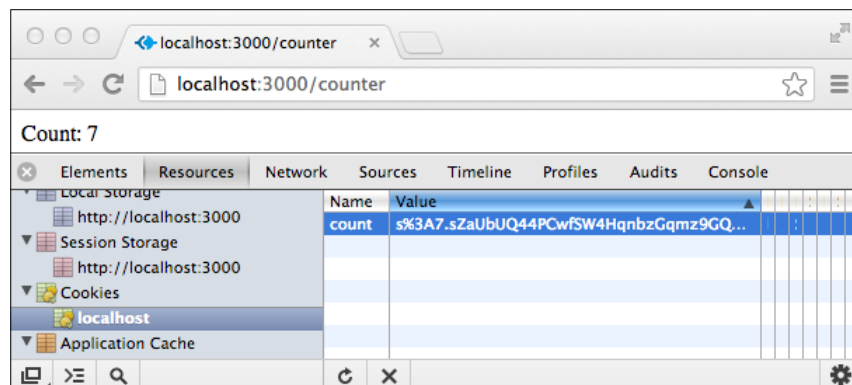 localhost:3000/counter
localhost:3000/counter
Count: 7
Elements Resources Network Sources Timeline Profiles Audits Console
Local Storage
http://localhost:3000
Session Storage
http://localhost:3000
Cookies
localhost
Application Cache
Name Value
count s%3A7.sZaUbUQ44PCwfSW4HqnbzGqmz9GQ...